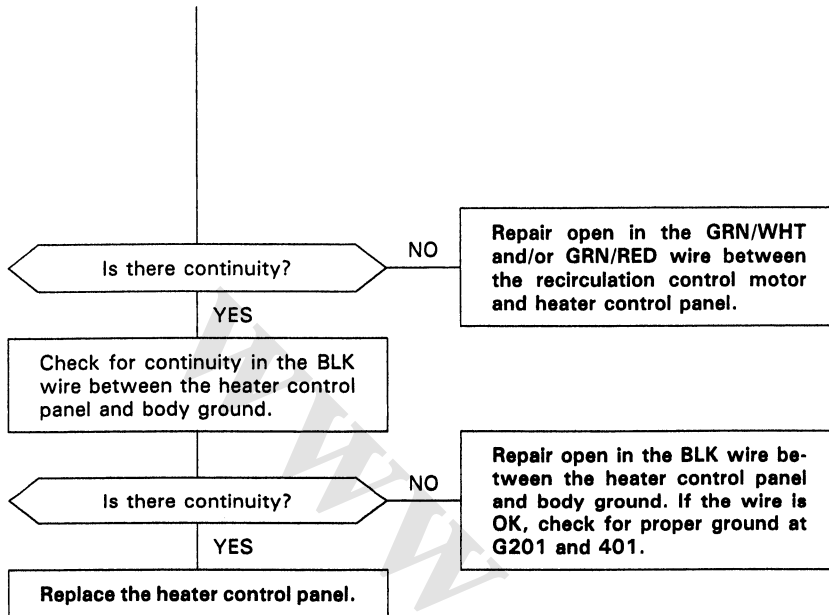 Is there continuity?
NO
Repair open in the GRN/WHT
and/or GRN/RED wire between
the recirculation control motor
and heater control panel.
YES
Check for continuity in the BLK
wire between the heater control
panel and body ground.
Is there continuity?
NO
Repair open in the BLK wire be-
tween the heater control panel
and body ground. If the wire is
OK, check for proper ground at
G201 and 401.
YES
Replace the heater control panel.
www